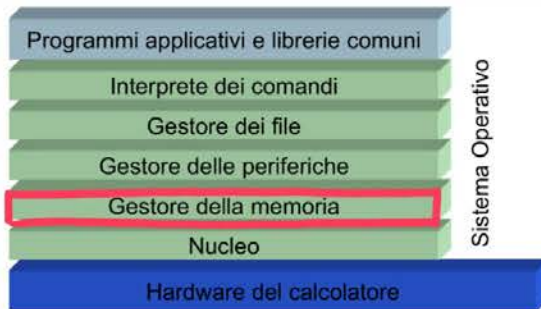 Programmi applicativi e librerie comuni
Interprete dei comandi
Gestore dei file
Gestore delle periferiche
Gestore della memoria
Nucleo
Hardware del calcolatore
Sistema Operativo